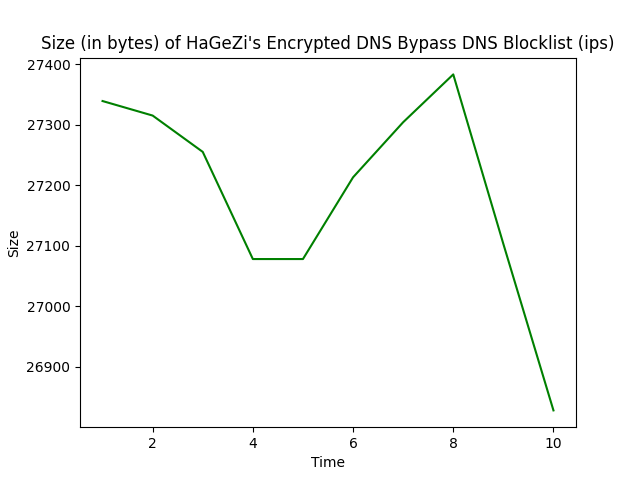 Size (in bytes) of HaGeZi's Encrypted DNS Bypass DNS Blocklist (ips)
27400
27300
27200
27100
27000
26900
Size
2 4 6 8 10
Time